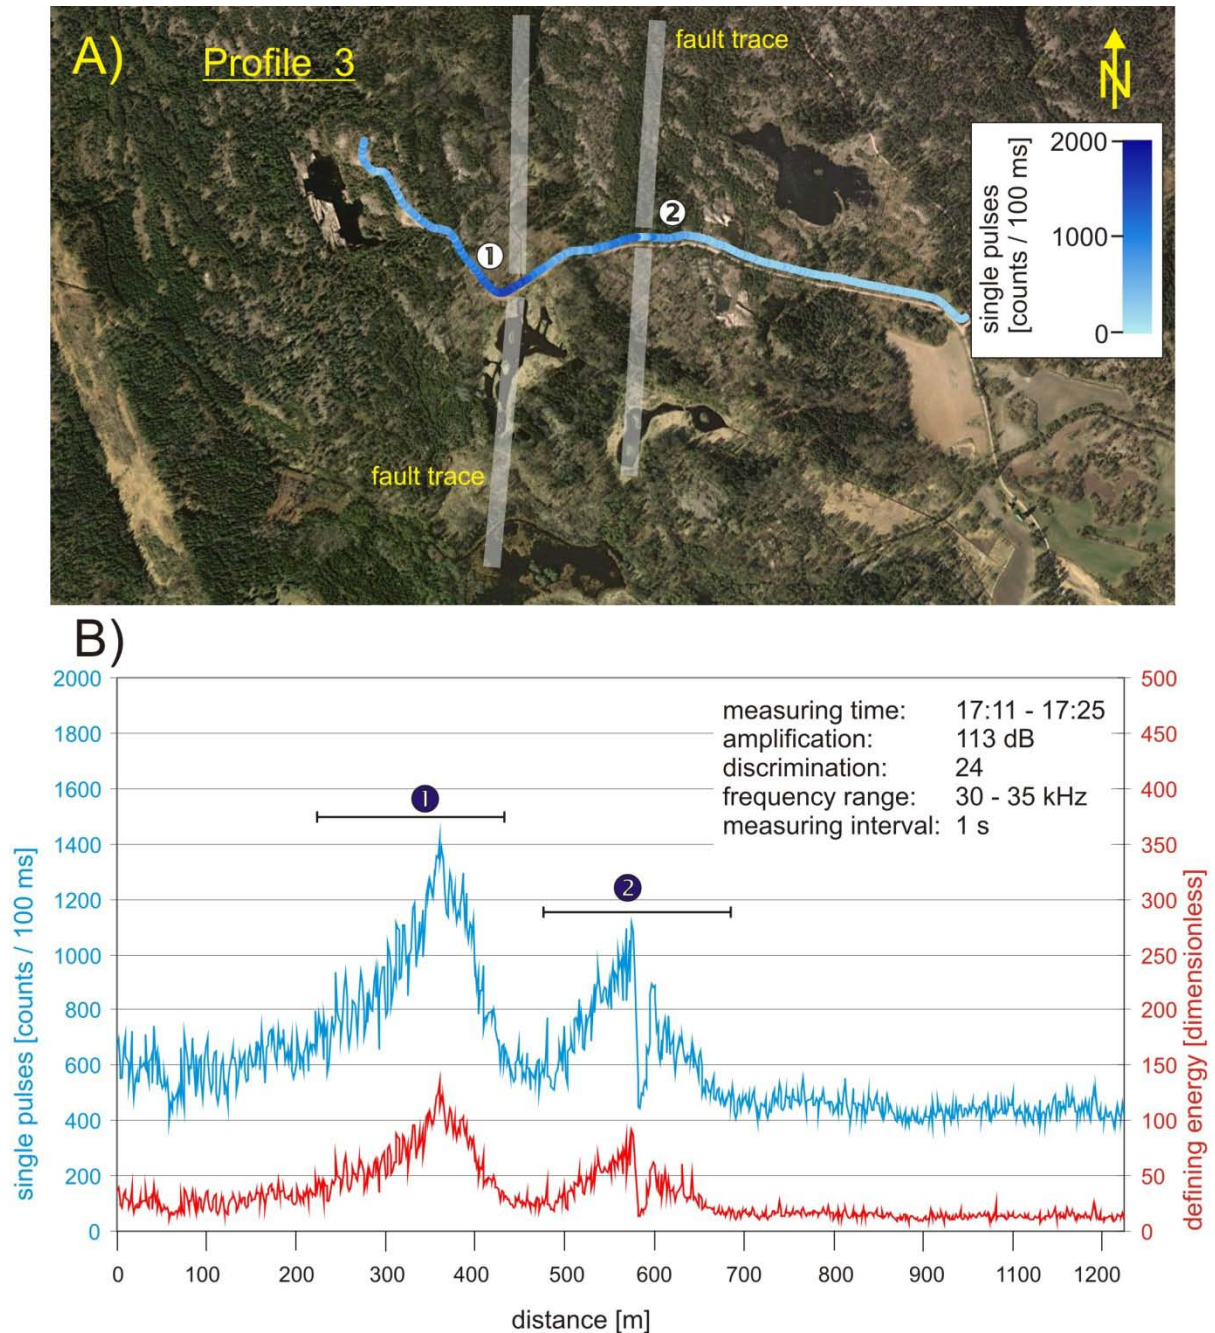 A)
Profile 3
fault trace
N
2000
1000
0
single pulses
[counts / 100 ms]
1
2
fault trace
B)
2000
1800
1600
1400
1200
1000
800
600
400
200
0
single pulses [counts / 100 ms]
500
450
400
350
300
250
200
150
100
50
0
defining energy [dimensionless]
measuring time: 17:11 - 17:25
amplification: 113 dB
discrimination: 24
frequency range: 30 - 35 kHz
measuring interval: 1 s
1
2
0 100 200 300 400 500 600 700 800 900 1000 1100 1200
distance [m]